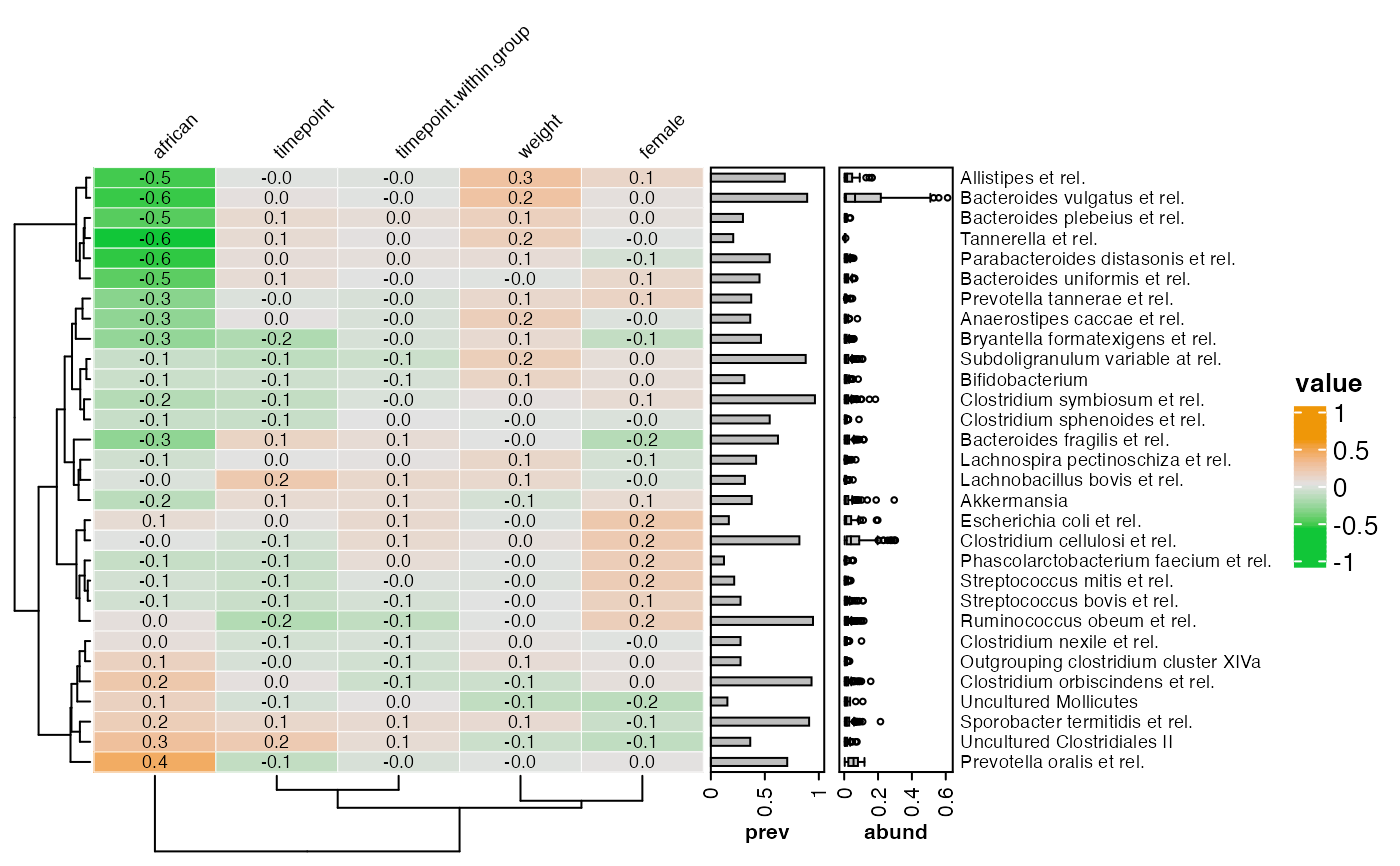 african timepoint timepoint.within.group weight female
-0.5 -0.0 -0.0 0.3 0.1 Allistipes et rel.
-0.6 0.0 -0.0 0.2 0.0 Bacteroides vulgatus et rel.
-0.5 0.1 0.0 0.1 0.0 Bacteroides plebeius et rel.
-0.6 0.1 0.0 0.2 -0.0 Tannerella et rel.
-0.6 0.0 0.0 0.1 -0.1 Parabacteroides distasonis et rel.
-0.5 0.1 -0.0 -0.0 0.1 Bacteroides uniformis et rel.
-0.3 -0.0 -0.0 0.1 0.1 Prevotella tannerae et rel.
-0.3 0.0 -0.0 0.2 -0.0 Anaerostipes caccae et rel.
-0.3 -0.2 -0.0 0.1 -0.1 Bryantella formatexigens et rel.
-0.1 -0.1 -0.1 0.2 0.0 Subdoligranulum variable at rel.
-0.1 -0.1 -0.1 0.1 0.0 Bifidobacterium
-0.2 -0.1 -0.0 0.0 0.1 Clostridium symbiosum et rel.
-0.1 -0.1 0.0 -0.0 -0.0 Clostridium sphenoides et rel.
-0.3 0.1 0.1 -0.0 -0.2 Bacteroides fragilis et rel.
-0.1 0.0 0.0 0.1 -0.1 Lachnospira pectinoschiza et rel.
-0.0 0.2 0.1 0.1 -0.0 Lachnobacillus bovis et rel.
-0.2 0.1 0.1 -0.1 0.1 Akkermansia
0.1 0.0 0.1 -0.0 0.2 Escherichia coli et rel.
-0.0 -0.1 0.1 0.0 0.2 Clostridium cellulosi et rel.
-0.1 -0.1 0.0 -0.0 0.2 Phascolarctobacterium faecium et rel.
-0.1 -0.1 -0.0 -0.0 0.2 Streptococcus mitis et rel.
-0.1 -0.1 -0.1 -0.0 0.1 Streptococcus bovis et rel.
0.0 -0.2 -0.1 -0.0 0.2 Ruminococcus obeum et rel.
0.0 -0.1 -0.1 0.0 -0.0 Clostridium nexile et rel.
0.1 -0.0 -0.1 0.1 0.0 Outgrouping clostridium cluster XIVa
0.2 0.0 -0.1 -0.1 0.0 Clostridium orbiscindens et rel.
0.1 -0.1 0.0 -0.1 -0.2 Uncultured Mollicutes
0.2 0.1 0.1 0.1 -0.1 Sporobacter termitidis et rel.
0.3 0.2 0.1 -0.1 -0.1 Uncultured Clostridiales II
0.4 -0.1 -0.0 -0.0 0.0 Prevotella oralis et rel.
0 0.5 1
prev
0 0.2 0.4 0.6
abund
value
1
0.5
0
-0.5
-1